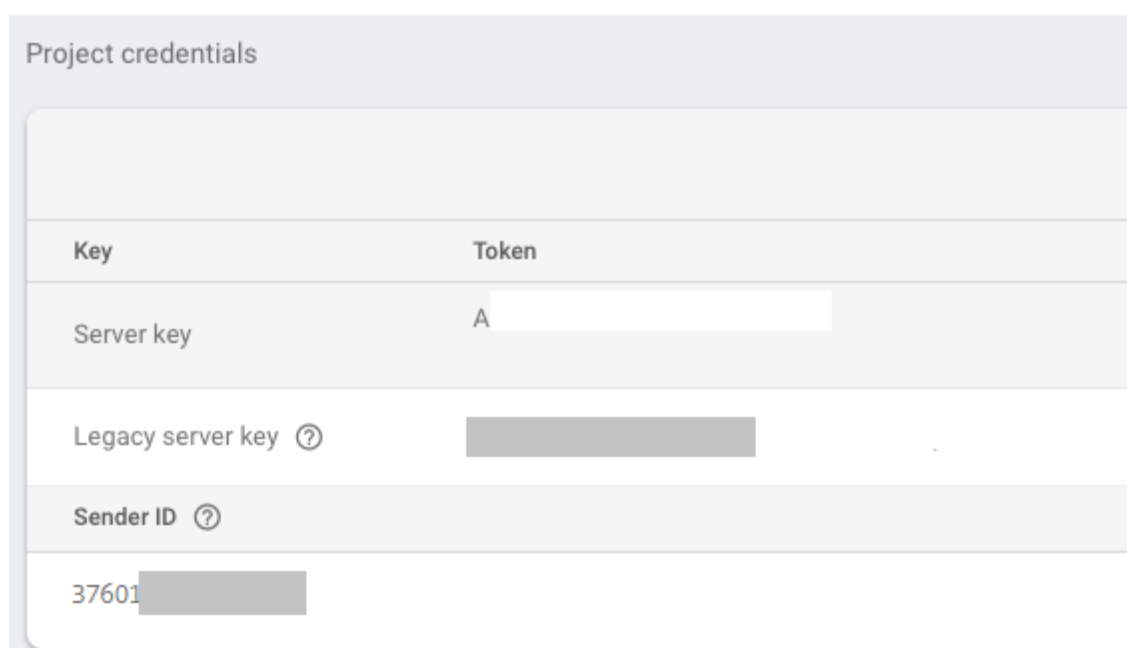 Project credentials
Key Token
Server key A
Legacy server key ?
Sender ID ?
37601